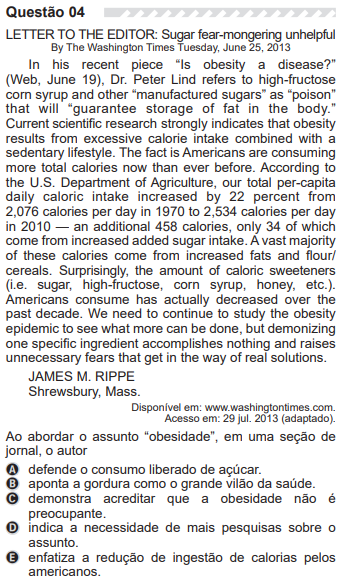 Questão 04
LETTER TO THE EDITOR: Sugar fear-mongering unhelpful
By The Washington Times Tuesday, June 25, 2013
In his recent piece “Is obesity a disease?”
(Web, June 19), Dr. Peter Lind refers to high-fructose
corn syrup and other “manufactured sugars” as “poison”
that will “guarantee storage of fat in the body.”
Current scientific research strongly indicates that obesity
results from excessive calorie intake combined with a
sedentary lifestyle. The fact is Americans are consuming
more total calories now than ever before. According to
the U.S. Department of Agriculture, our total per-capita
daily caloric intake increased by 22 percent from
2,076 calories per day in 1970 to 2,534 calories per day
in 2010 — an additional 458 calories, only 34 of which
come from increased added sugar intake. A vast majority
of these calories come from increased fats and flour/
cereals. Surprisingly, the amount of caloric sweeteners
(i.e. sugar, high-fructose, corn syrup, honey, etc.).
Americans consume has actually decreased over the
past decade. We need to continue to study the obesity
epidemic to see what more can be done, but demonizing
one specific ingredient accomplishes nothing and raises
unnecessary fears that get in the way of real solutions.
JAMES M. RIPPE
Shrewsbury, Mass.
Disponível em: www.washingtontimes.com.
Acesso em: 29 jul. 2013 (adaptado).
Ao abordar o assunto “obesidade”, em uma seção de
jornal, o autor
A defende o consumo liberado de açúcar.
B aponta a gordura como o grande vilão da saúde.
C demonstra acreditar que a obesidade não é
preocupante.
D indica a necessidade de mais pesquisas sobre o
assunto.
E enfatiza a redução de ingestão de calorias pelos
americanos.